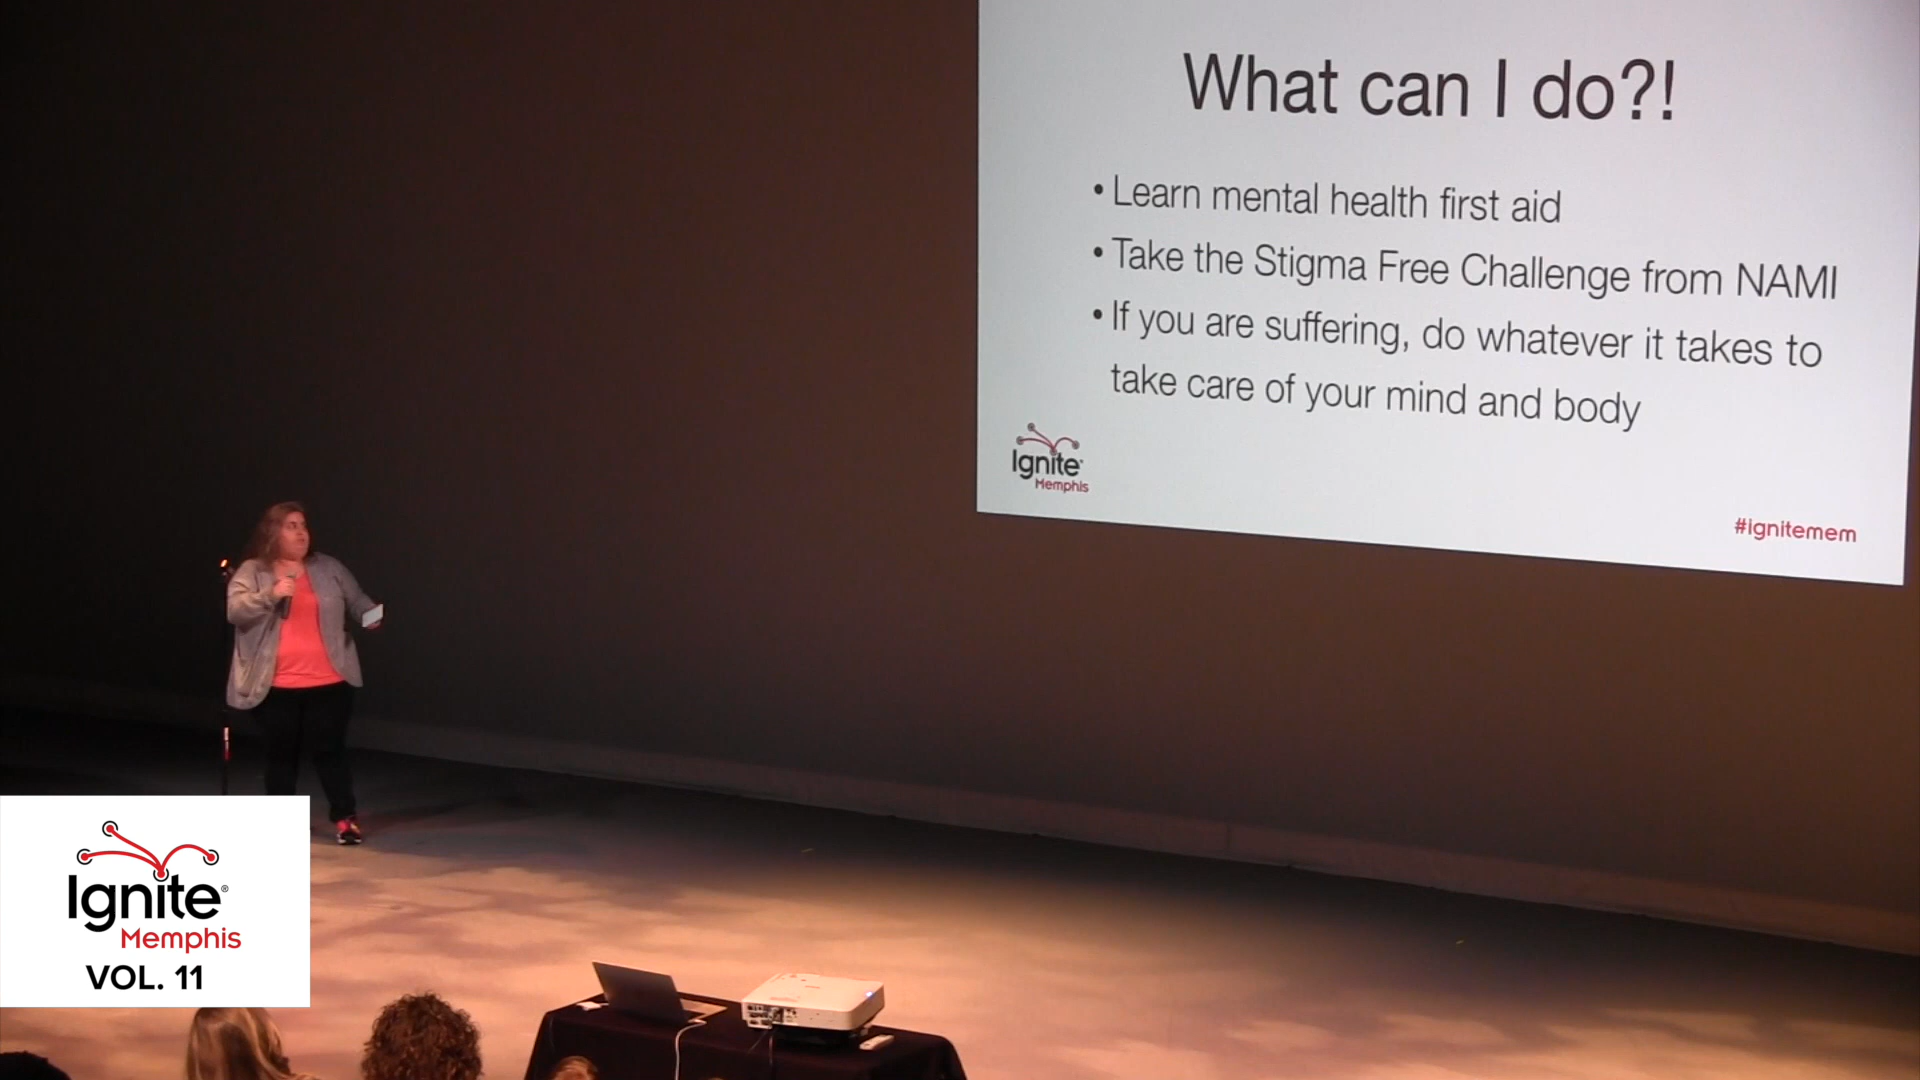 What can I do?!
• Learn mental health first aid
• Take the Stigma Free Challenge from NAMI
• If you are suffering, do whatever it takes to
take care of your mind and body
Ignite
Memphis
#ignitemem
Ignite®
Memphis
VOL. 11